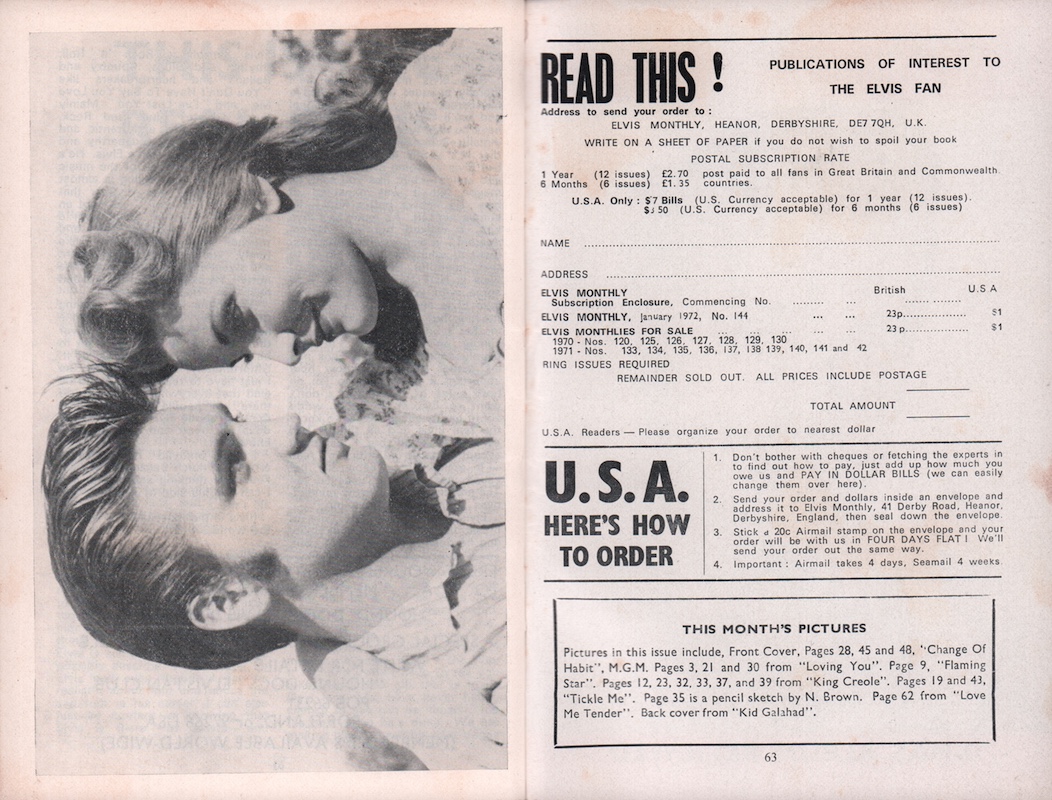 READ THIS !
PUBLICATIONS OF INTEREST TO
THE ELVIS FAN
Address to send your order to :
ELVIS MONTHLY, HEANOR, DERBYSHIRE, DE7 7QH, U.K.
WRITE ON A SHEET OF PAPER if you do not wish to spoil your book
POSTAL SUBSCRIPTION RATE
1 Year (12 issues) £2.70 post paid to all fans in Great Britain and Commonwealth
6 Months (6 issues) £1.35 countries.
U.S.A. Only : $7 Bills (U.S. Currency acceptable) for 1 year (12 issues).
50 (U.S. Currency acceptable) for 6 months (6 issues)
NAME
ADDRESS
ELVIS MONTHLY British U.S A
Subscription Enclosure, Commencing No. ......... ... ....... ........
ELVIS MONTHLY, January 1972, No. 144 ... ... 23p................... $1
ELVIS MONTHLIES FOR SALE ... ... ... ... 23 p................... $1
1970 - Nos. 120, 125, 126, 127, 128, 129, 130
1971 - Nos. 133, 134, 135, 136, 137, 138 139, 140, 141 and 42
RING ISSUES REQUIRED
REMAINDER SOLD OUT. ALL PRICES INCLUDE POSTAGE
TOTAL AMOUNT
U.S.A. Readers — Please organize your order to nearest dollar
U.S.A.
HERE'S HOW
TO ORDER
1. Don't bother with cheques or fetching the experts in
to find out how to pay, just add up how much you
owe us and PAY IN DOLLAR BILLS (we can easily
change them over here).
2. Send your order and dollars inside an envelope and
address it to Elvis Monthly, 41 Derby Road, Heanor,
Derbyshire, England, then seal down the envelope.
3. Stick a 20c Airmail stamp on the envelope and your
order will be with us in FOUR DAYS FLAT ! We'll
send your order out the same way.
4. Important : Airmail takes 4 days, Seamail 4 weeks.
THIS MONTH'S PICTURES
Pictures in this issue include, Front Cover, Pages 28, 45 and 48, "Change Of
Habit", M.G.M. Pages 3, 21 and 30 from "Loving You". Page 9, "Flaming
Star". Pages 12, 23, 32, 33, 37, and 39 from "King Creole". Pages 19 and 43,
"Tickle Me". Page 35 is a pencil sketch by N. Brown. Page 62 from "Love
Me Tender". Back cover from "Kid Galahad".
63